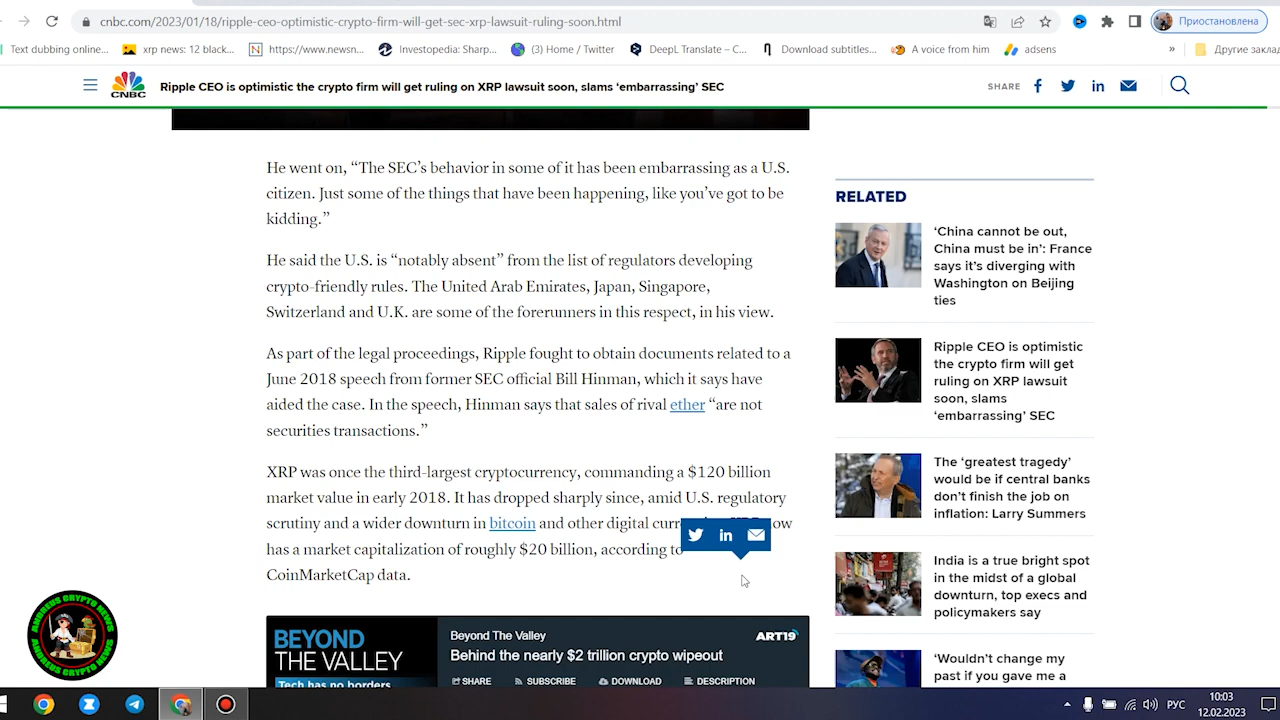 cnbc.com/2023/01/18/ripple-ceo-optimistic-crypto-firm-will-get-sec-xrp-lawsuit-ruling-soon.html
Приостановлена
Text dubbing online...
xrp news: 12 black...
https://www.newsn...
Investopedia: Sharp...
(3) Home / Twitter
DeepL Translate – C...
Download subtitles...
A voice from him
adsens
»
Другие закла
CNBC
Ripple CEO is optimistic the crypto firm will get ruling on XRP lawsuit soon, slams ‘embarrassing’ SEC
SHARE
He went on, “The SEC’s behavior in some of it has been embarrassing as a U.S.
citizen. Just some of the things that have been happening, like you’ve got to be
kidding.”
He said the U.S. is “notably absent” from the list of regulators developing
crypto-friendly rules. The United Arab Emirates, Japan, Singapore,
Switzerland and U.K. are some of the forerunners in this respect, in his view.
As part of the legal proceedings, Ripple fought to obtain documents related to a
June 2018 speech from former SEC official Bill Hinman, which it says have
aided the case. In the speech, Hinman says that sales of rival ether “are not
securities transactions.”
XRP was once the third-largest cryptocurrency, commanding a $120 billion
market value in early 2018. It has dropped sharply since, amid U.S. regulatory
scrutiny and a wider downturn in bitcoin and other digital
has a market capitalization of roughly $20 billion, according to
CoinMarketCap data.
RELATED
‘China cannot be out,
China must be in’: France
says it’s diverging with
Washington on Beijing
ties
Ripple CEO is optimistic
the crypto firm will get
ruling on XRP lawsuit
soon, slams
‘embarrassing’ SEC
The ‘greatest tragedy’
would be if central banks
don’t finish the job on
inflation: Larry Summers
India is a true bright spot
in the midst of a global
downturn, top execs and
policymakers say
‘Wouldn’t change my
past if you gave me a
BEYOND
THE VALLEY
Tech has no borders
Beyond The Valley
Behind the nearly $2 trillion crypto wipeout
ART19
SHARE
SUBSCRIBE
DOWNLOAD
DESCRIPTION
ANDREUS CRYPTO NEWS
ANDREUS CRYPTO NEWS
РУС
10:03
12.02.2023